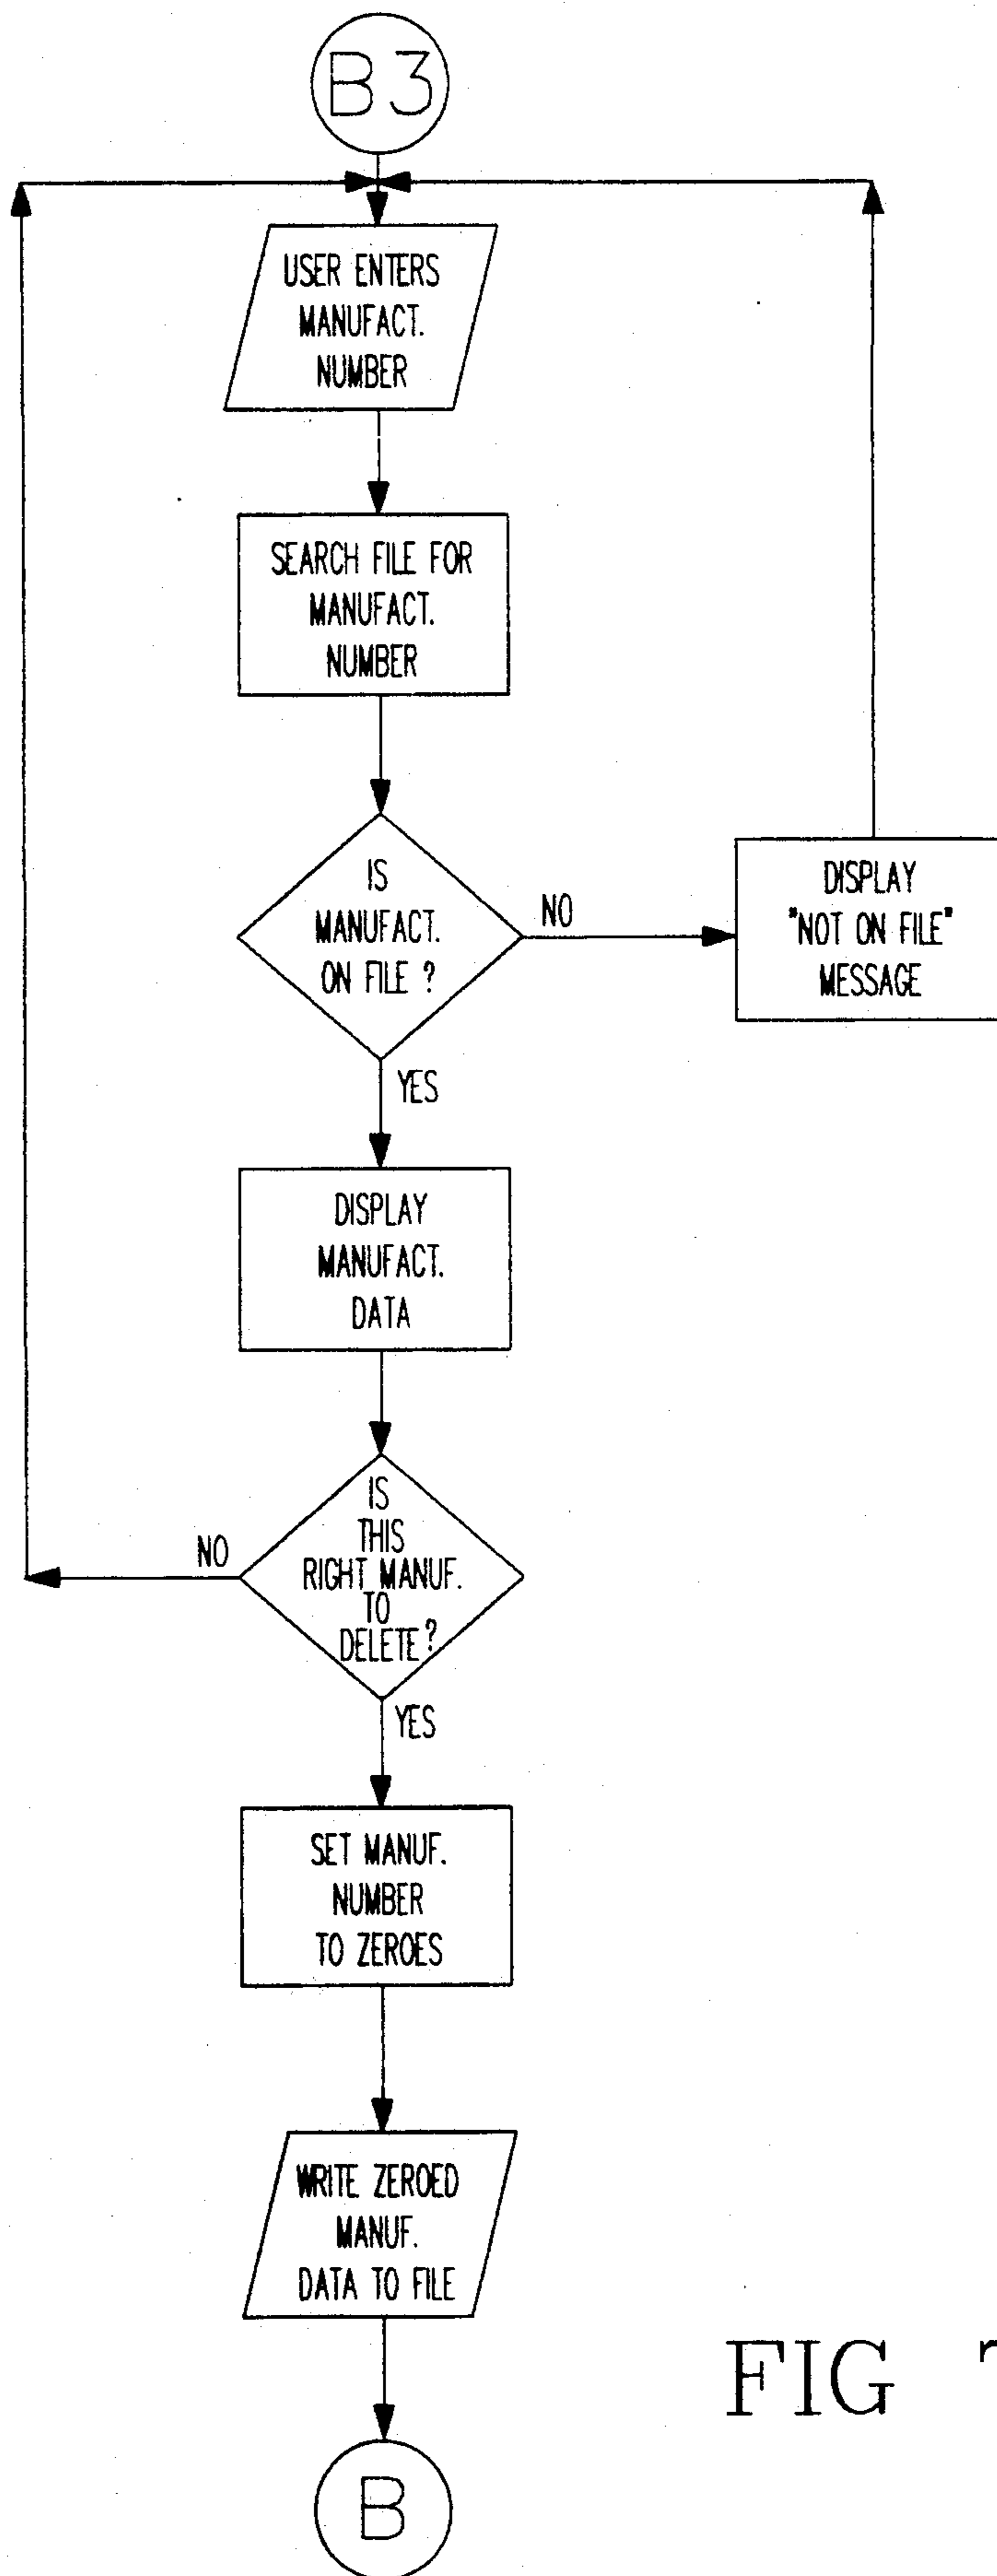 B3
USER ENTERS
MANUFACT.
NUMBER
SEARCH FILE FOR
MANUFACT.
NUMBER
IS
MANUFACT.
ON FILE ?
NO
DISPLAY
"NOT ON FILE"
MESSAGE
YES
DISPLAY
MANUFACT.
DATA
IS
THIS
RIGHT MANUF.
TO
DELETE?
NO
YES
SET MANUF.
NUMBER
TO ZEROES
WRITE ZEROED
MANUF.
DATA TO FILE
FIG
B